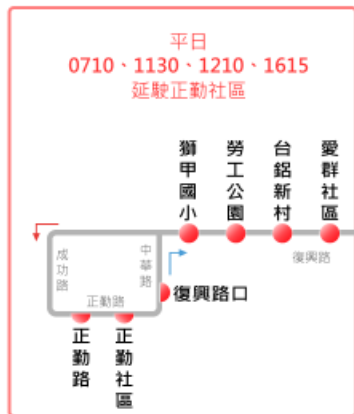 平日
0710、1130、1210、1615
延駛正勤社區
獅甲國小
勞工公園
台鋁新村
愛群社區
成功路
中華路
復興路
正勤路
復興路口
正勤路
正勤社區